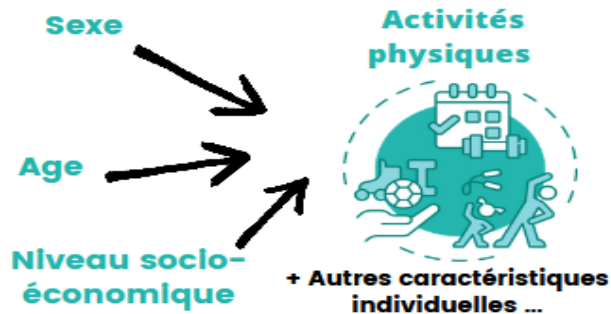 Sexe
Activités
physiques
Age
Niveau socio-
économique
+ Autres caractéristiques
individuelles ...